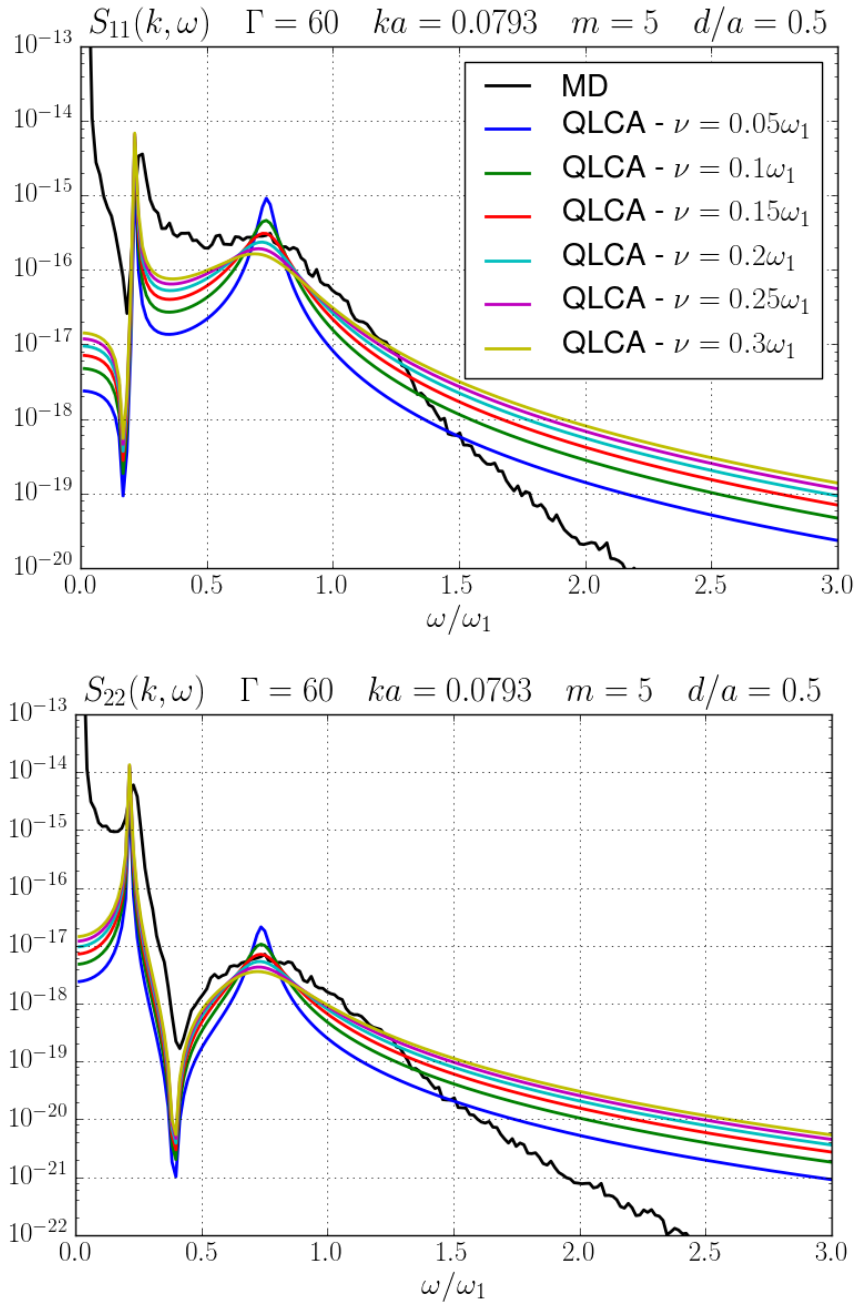 S₁₁(k, ω) Γ = 60 ka = 0.0793 m = 5 d/a = 0.5
10⁻¹³
10⁻¹⁴
10⁻¹⁵
10⁻¹⁶
10⁻¹⁷
10⁻¹⁸
10⁻¹⁹
10⁻²⁰
MD
QLCA - ν = 0.05ω₁
QLCA - ν = 0.1ω₁
QLCA - ν = 0.15ω₁
QLCA - ν = 0.2ω₁
QLCA - ν = 0.25ω₁
QLCA - ν = 0.3ω₁
0.0 0.5 1.0 1.5 2.0 2.5 3.0
ω/ω₁
S₂₂(k, ω) Γ = 60 ka = 0.0793 m = 5 d/a = 0.5
10⁻¹³
10⁻¹⁴
10⁻¹⁵
10⁻¹⁶
10⁻¹⁷
10⁻¹⁸
10⁻¹⁹
10⁻²⁰
10⁻²¹
10⁻²²
0.0 0.5 1.0 1.5 2.0 2.5 3.0
ω/ω₁